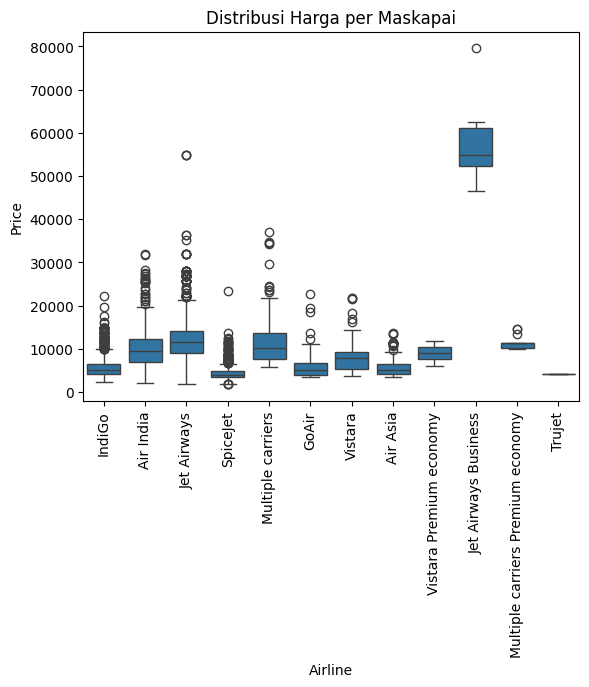 Distribusi Harga per Maskapai
80000
70000
60000
50000
40000
30000
20000
10000
0
Price
IndiGo
Air India
Jet Airways
SpiceJet
Multiple carriers
GoAir
Vistara
Air Asia
Vistara Premium economy
Jet Airways Business
Multiple carriers Premium economy
Trujet
Airline